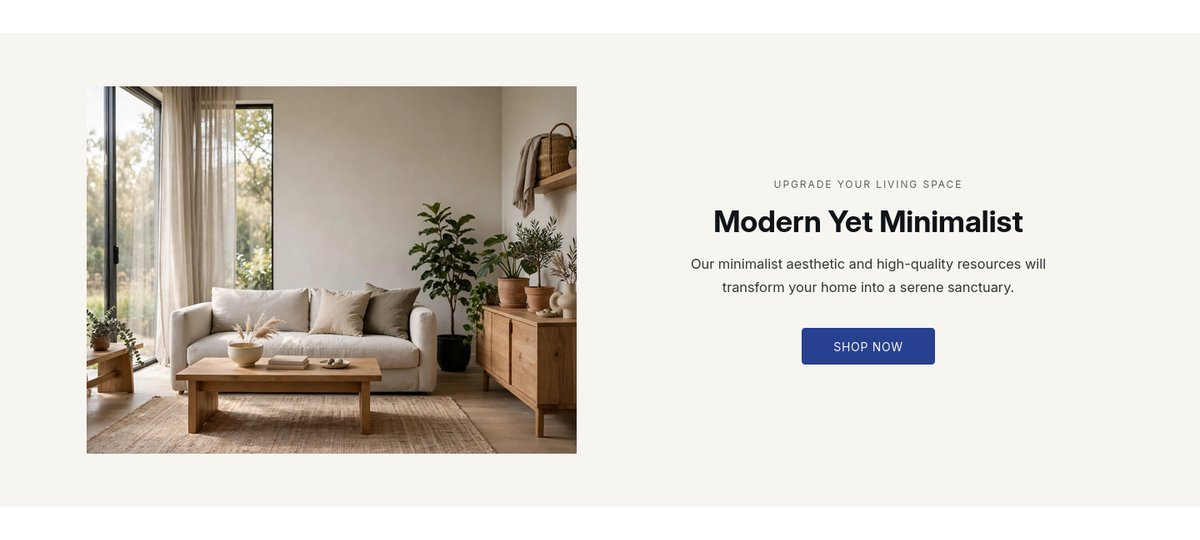 UPGRADE YOUR LIVING SPACE
Modern Yet Minimalist
Our minimalist aesthetic and high-quality resources will
transform your home into a serene sanctuary.
SHOP NOW